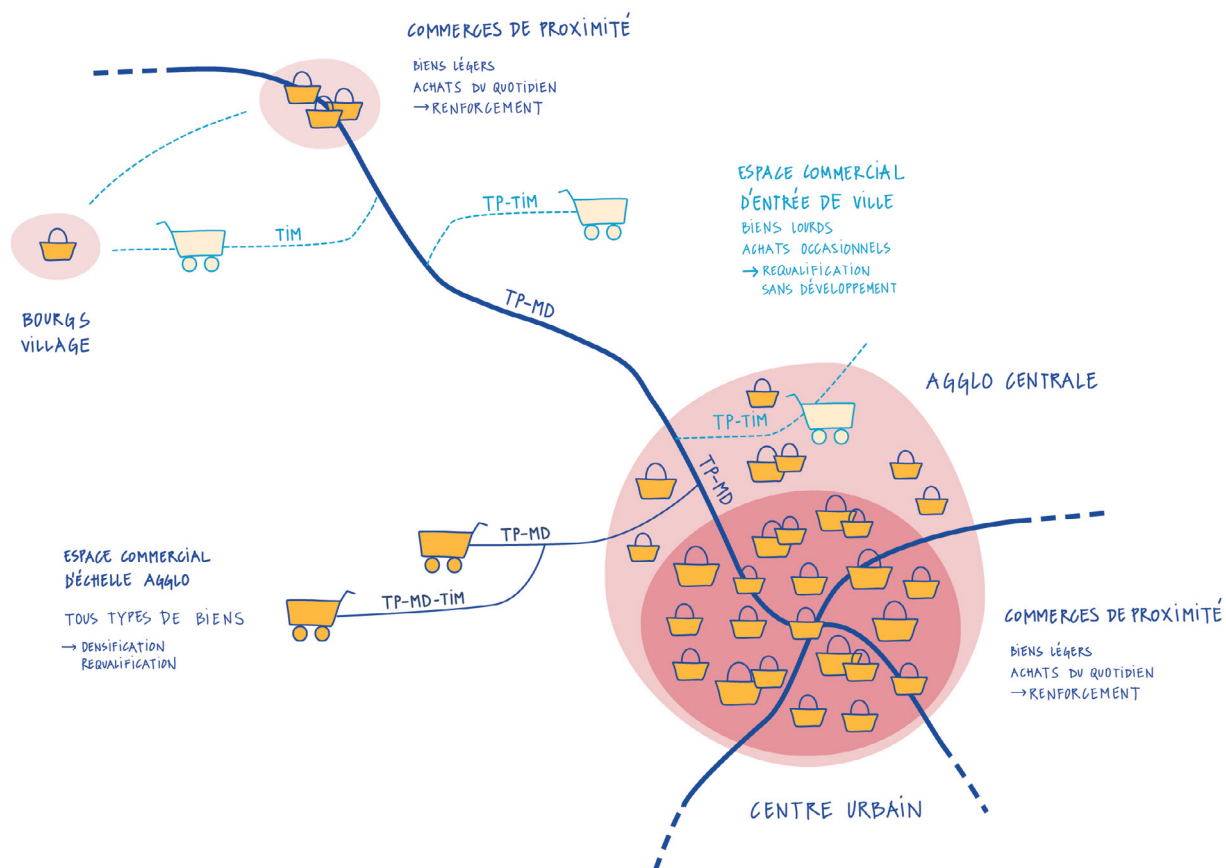 COMMERCES DE PROXIMITÉ
BIENS LÉGERS
ACHATS DU QUOTIDIEN
→ RENFORCEMENT
ESPACE COMMERCIAL
D'ENTRÉE DE VILLE
BIENS LOURDS
ACHATS OCCASIONNELS
→ REQUALIFICATION
SANS DÉVELOPPEMENT
TP-TIM
TIM
BOURGS
VILLAGE
TP-MD
AGGLO CENTRALE
TP-TIM
TP-MD
TP-MD
TP-MD-TIM
ESPACE COMMERCIAL
D'ÉCHELLE AGGLO
TOUS TYPES DE BIENS
→ DENSIFICATION
REQUALIFICATION
COMMERCES DE PROXIMITÉ
BIENS LÉGERS
ACHATS DU QUOTIDIEN
→ RENFORCEMENT
CENTRE URBAIN